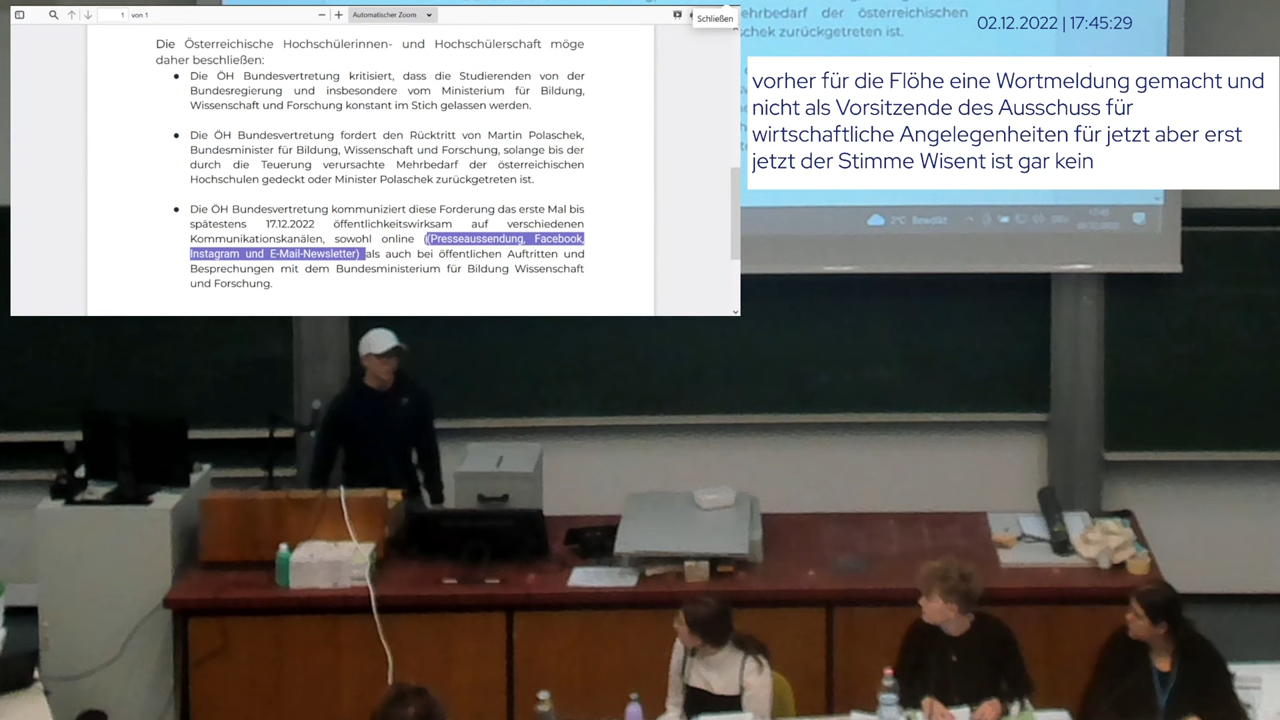 1 von 1
Automatischer Zoom
Schließen
Die Österreichische Hochschülerinnen- und Hochschülerschaft möge
daher beschließen:
● Die ÖH Bundesvertretung kritisiert, dass die Studierenden von der
Bundesregierung und insbesondere vom Ministerium für Bildung,
Wissenschaft und Forschung konstant im Stich gelassen werden.
● Die ÖH Bundesvertretung fordert den Rücktritt von Martin Polaschek,
Bundesminister für Bildung, Wissenschaft und Forschung, solange bis der
durch die Teuerung verursachte Mehrbedarf der österreichischen
Hochschulen gedeckt oder Minister Polaschek zurückgetreten ist.
● Die ÖH Bundesvertretung kommuniziert diese Forderung das erste Mal bis
spätestens 17.12.2022 öffentlichkeitswirksam auf verschiedenen
Kommunikationskanälen, sowohl online ((Presseaussendung, Facebook,
Instagram und E-Mail-Newsletter) als auch bei öffentlichen Auftritten und
Besprechungen mit dem Bundesministerium für Bildung Wissenschaft
und Forschung.
ehrbedarf der österreichischen
hek zurückgetreten ist.
02.12.2022 | 17:45:29
vorher für die Flöhe eine Wortmeldung gemacht und
nicht als Vorsitzende des Ausschuss für
wirtschaftliche Angelegenheiten für jetzt aber erst
jetzt der Stimme Wisent ist gar kein
2°C Bewölkt